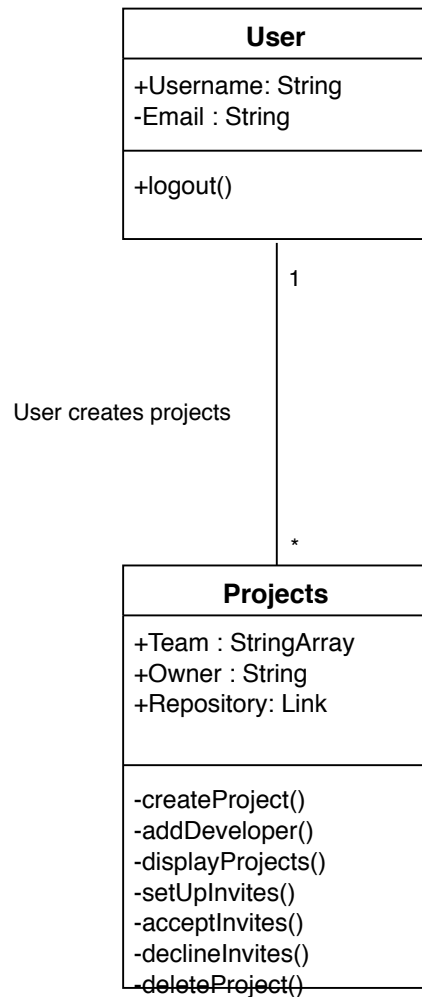 User
+Username: String
-Email : String
+logout()
1
User creates projects
*
Projects
+Team : StringArray
+Owner : String
+Repository: Link
-createProject()
-addDeveloper()
-displayProjects()
-setUpInvites()
-acceptInvites()
-declineInvites()
-deleteProject()